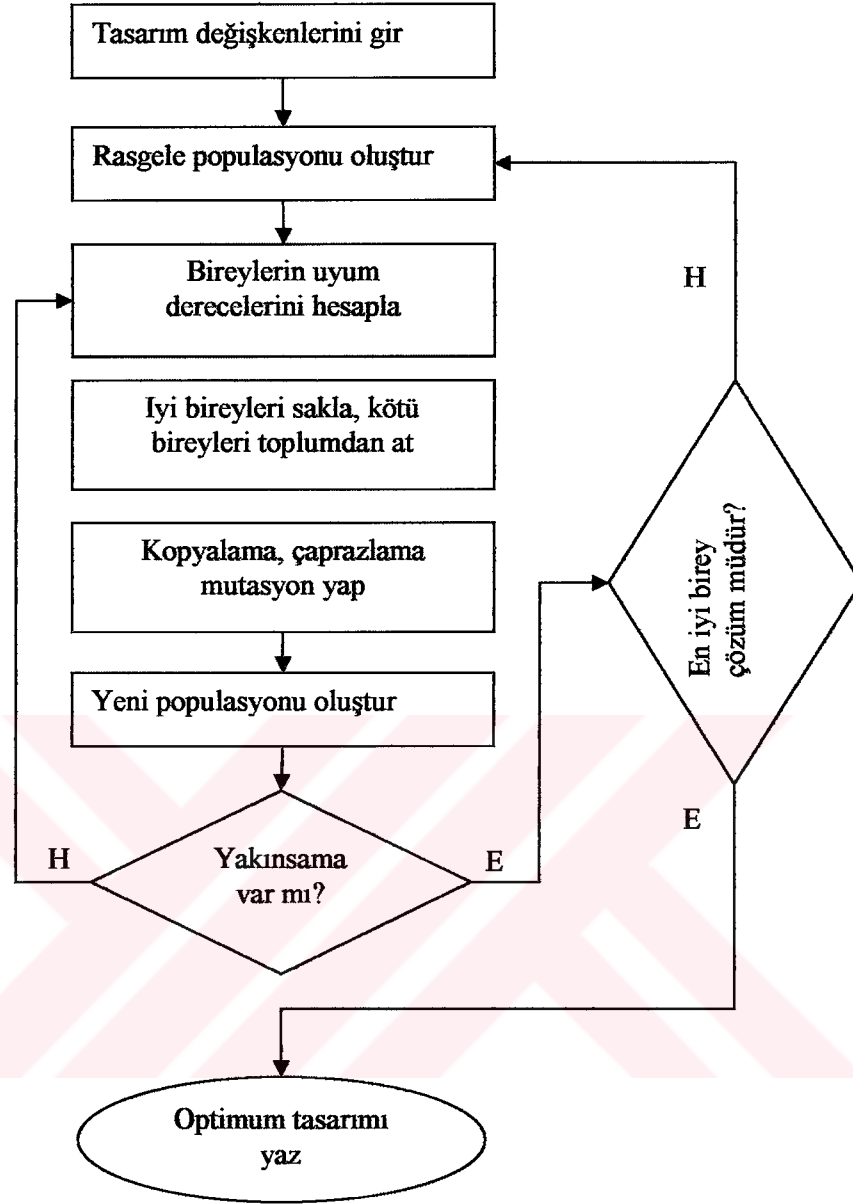 Tasarım değişkenlerini gir
Rasgele populasyonu oluştur
Bireylerin uyum
derecelerini hesapla
H
Iyi bireyleri sakla, kötü
bireyleri toplumdan at
Kopyalama, çaprazlama
mutasyon yap
En iyi birey
çözüm müdür?
Yeni populasyonu oluştur
E
H
Yakınsama
var mı?
E
Optimum tasarımı
yaz